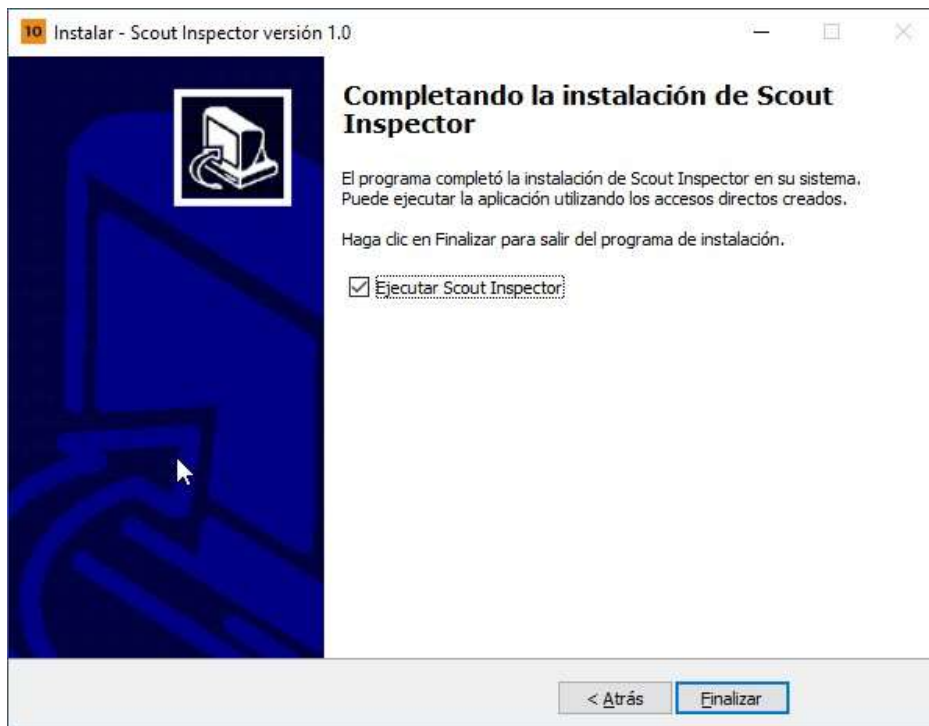 10 Instalar - Scout Inspector versión 1.0
Completando la instalación de Scout
Inspector
El programa completó la instalación de Scout Inspector en su sistema.
Puede ejecutar la aplicación utilizando los accesos directos creados.
Haga clic en Finalizar para salir del programa de instalación.
Ejecutar Scout Inspector
< Atrás
Finalizar